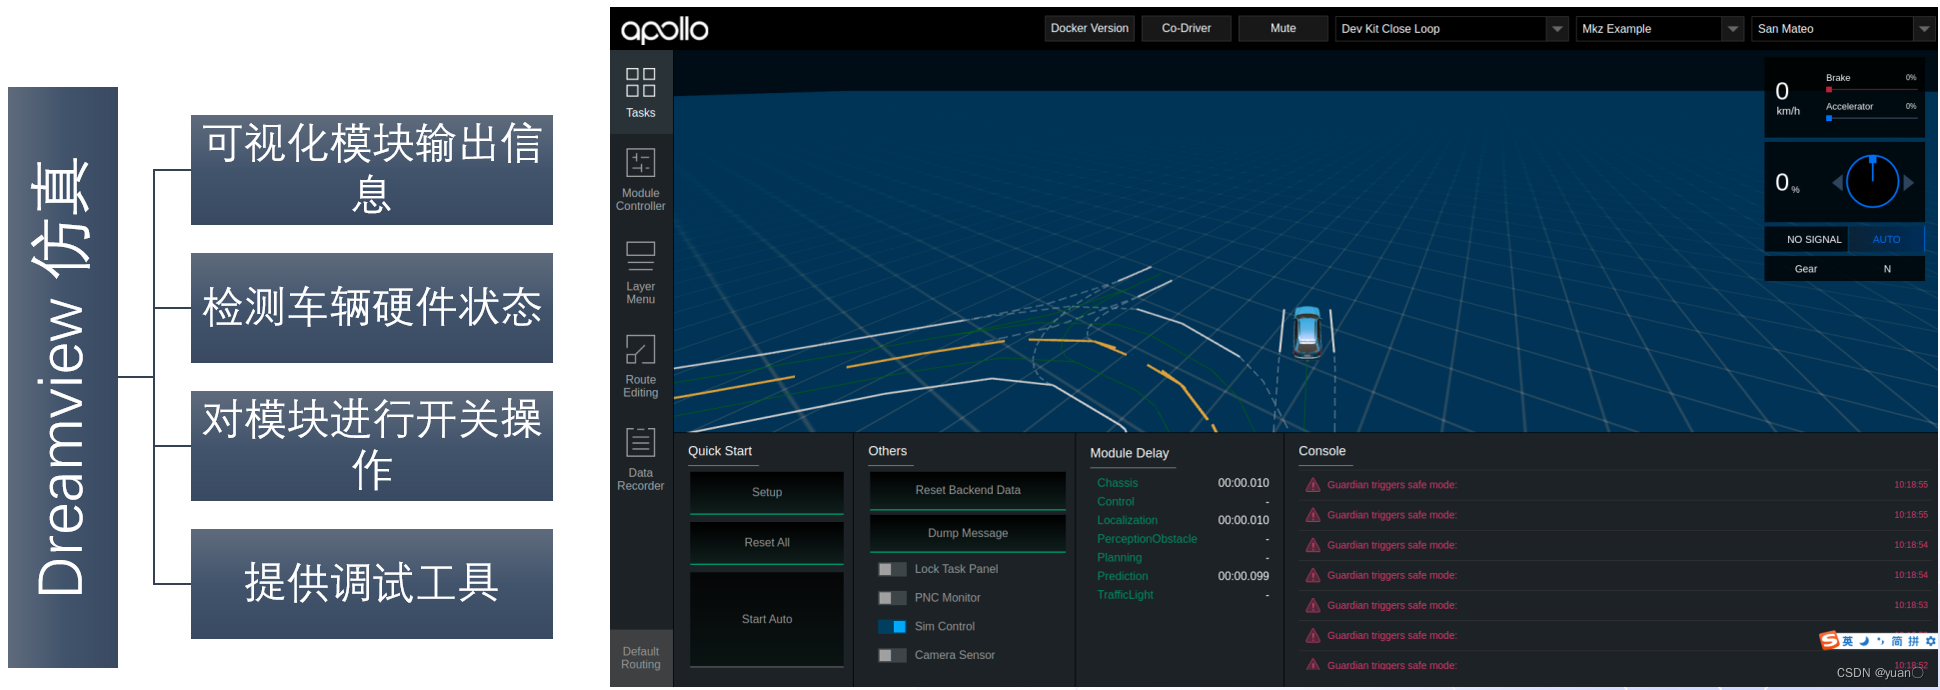 Dreamview 仿真
可视化模块输出信
息
检测车辆硬件状态
对模块进行开关操
作
提供调试工具
apollo
Docker Version
Co-Driver
Mute
Dev Kit Close Loop
Mkz Example
San Mateo
Tasks
Module
Controller
Layer
Menu
Route
Editing
Data
Recorder
Default
Routing
0
km/h
Brake 0%
Accelerator 0%
0 %
NO SIGNAL
AUTO
Gear N
Quick Start
Setup
Reset All
Start Auto
Others
Reset Backend Data
Dump Message
Lock Task Panel
PNC Monitor
Sim Control
Camera Sensor
Module Delay
Chassis 00:00.010
Control -
Localization 00:00.010
PerceptionObstacle -
Planning -
Prediction 00:00.099
TrafficLight -
Console
Guardian triggers safe mode: 10:18:55
Guardian triggers safe mode: 10:18:55
Guardian triggers safe mode: 10:18:54
Guardian triggers safe mode: 10:18:54
Guardian triggers safe mode: 10:18:53
Guardian triggers safe mode:
Guardian triggers safe mode: 10:18:52
S 英 简 拼
CSDN @yuan〇